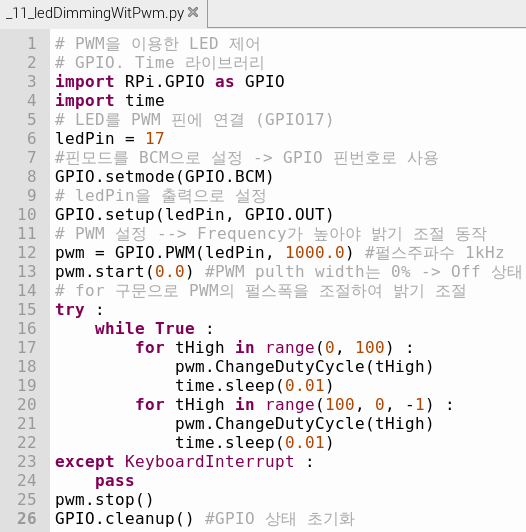 _11_ledDimmingWitPwm.py
1 # PWM을 이용한 LED 제어
2 # GPIO. Time 라이브러리
3 import RPi.GPIO as GPIO
4 import time
5 # LED를 PWM 핀에 연결 (GPIO17)
6 ledPin = 17
7 #핀모드를 BCM으로 설정 -> GPIO 핀번호로 사용
8 GPIO.setmode(GPIO.BCM)
9 # ledPin을 출력으로 설정
10 GPIO.setup(ledPin, GPIO.OUT)
11 # PWM 설정 --> Frequency가 높아야 밝기 조절 동작
12 pwm = GPIO.PWM(ledPin, 1000.0) #펄스주파수 1kHz
13 pwm.start(0.0) #PWM pulth width는 0% -> Off 상태
14 # for 구문으로 PWM의 펄스폭을 조절하여 밝기 조절
15 try :
16     while True :
17         for tHigh in range(0, 100) :
18             pwm.ChangeDutyCycle(tHigh)
19             time.sleep(0.01)
20         for tHigh in range(100, 0, -1) :
21             pwm.ChangeDutyCycle(tHigh)
22             time.sleep(0.01)
23 except KeyboardInterrupt :
24     pass
25 pwm.stop()
26 GPIO.cleanup() #GPIO 상태 초기화